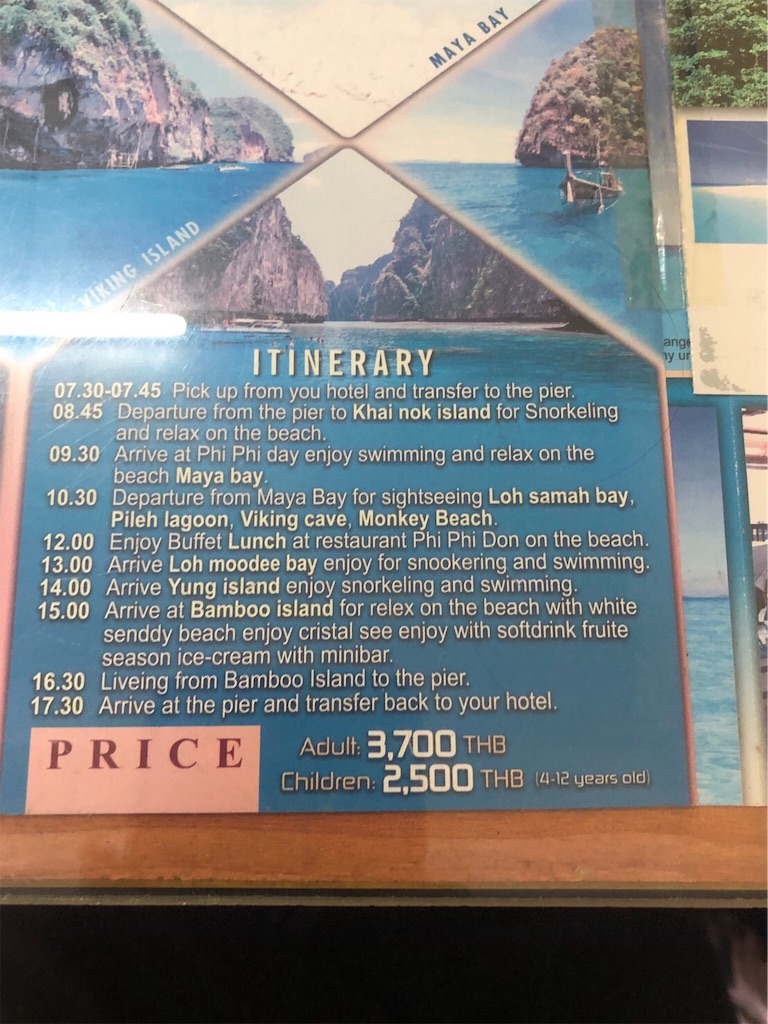 MAYA BAY
VIKING ISLAND
ITINERARY
07.30-07.45 Pick up from you hotel and transfer to the pier.
08.45 Departure from the pier to Khai nok island for Snorkeling
and relax on the beach.
09.30 Arrive at Phi Phi day enjoy swimming and relax on the
beach Maya bay.
10.30 Departure from Maya Bay for sightseeing Loh samah bay,
Pileh lagoon, Viking cave, Monkey Beach.
12.00 Enjoy Buffet Lunch at restaurant Phi Phi Don on the beach.
13.00 Arrive Loh moodee bay enjoy for snookering and swimming.
14.00 Arrive Yung island enjoy snorkeling and swimming.
15.00 Arrive at Bamboo island for relex on the beach with white
senddy beach enjoy cristal see enjoy with softdrink fruite
season ice-cream with minibar.
16.30 Liveing from Bamboo Island to the pier.
17.30 Arrive at the pier and transfer back to your hotel.
PRICE
Adult: 3,700 THB
Children: 2,500 THB (4-12 years old)